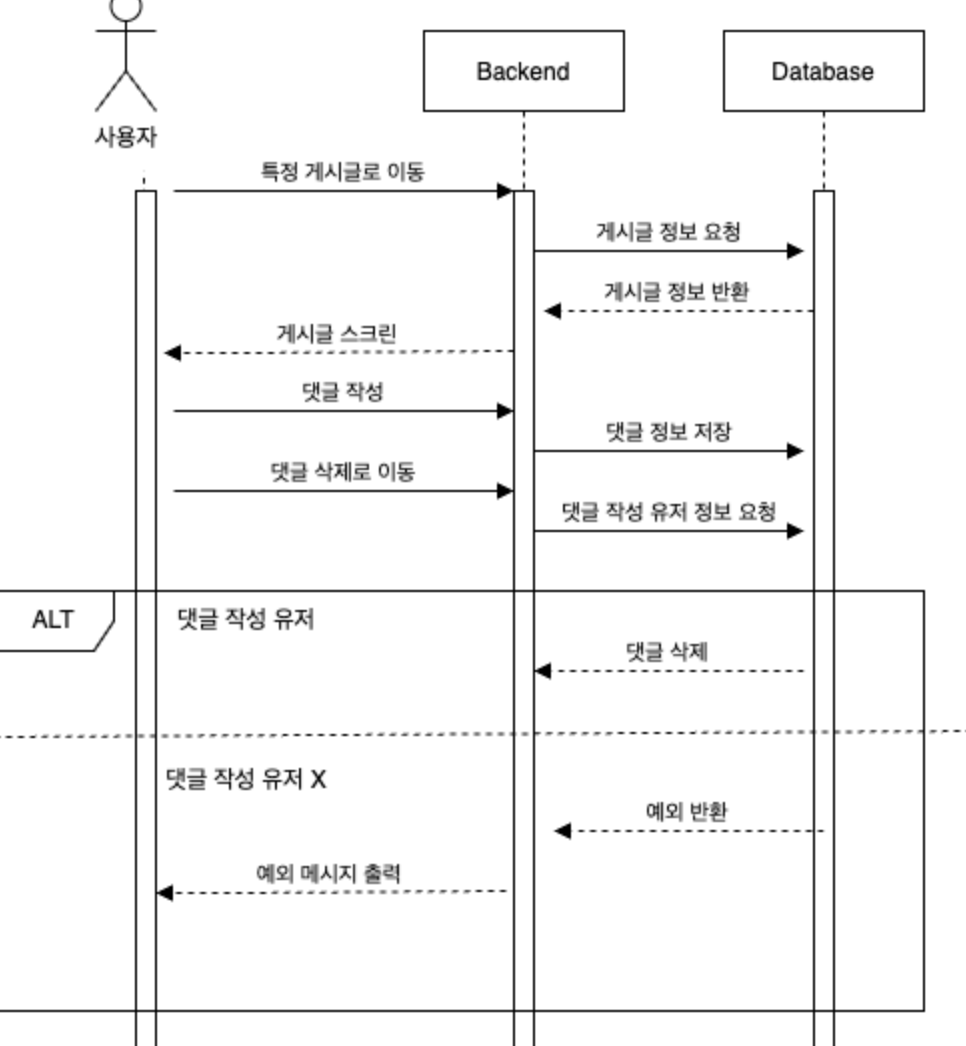 Backend
Database
사용자
특정 게시글로 이동
게시글 정보 요청
게시글 정보 반환
게시글 스크린
댓글 작성
댓글 정보 저장
댓글 삭제로 이동
댓글 작성 유저 정보 요청
ALT
댓글 작성 유저
댓글 삭제
댓글 작성 유저 X
예외 반환
예외 메시지 출력